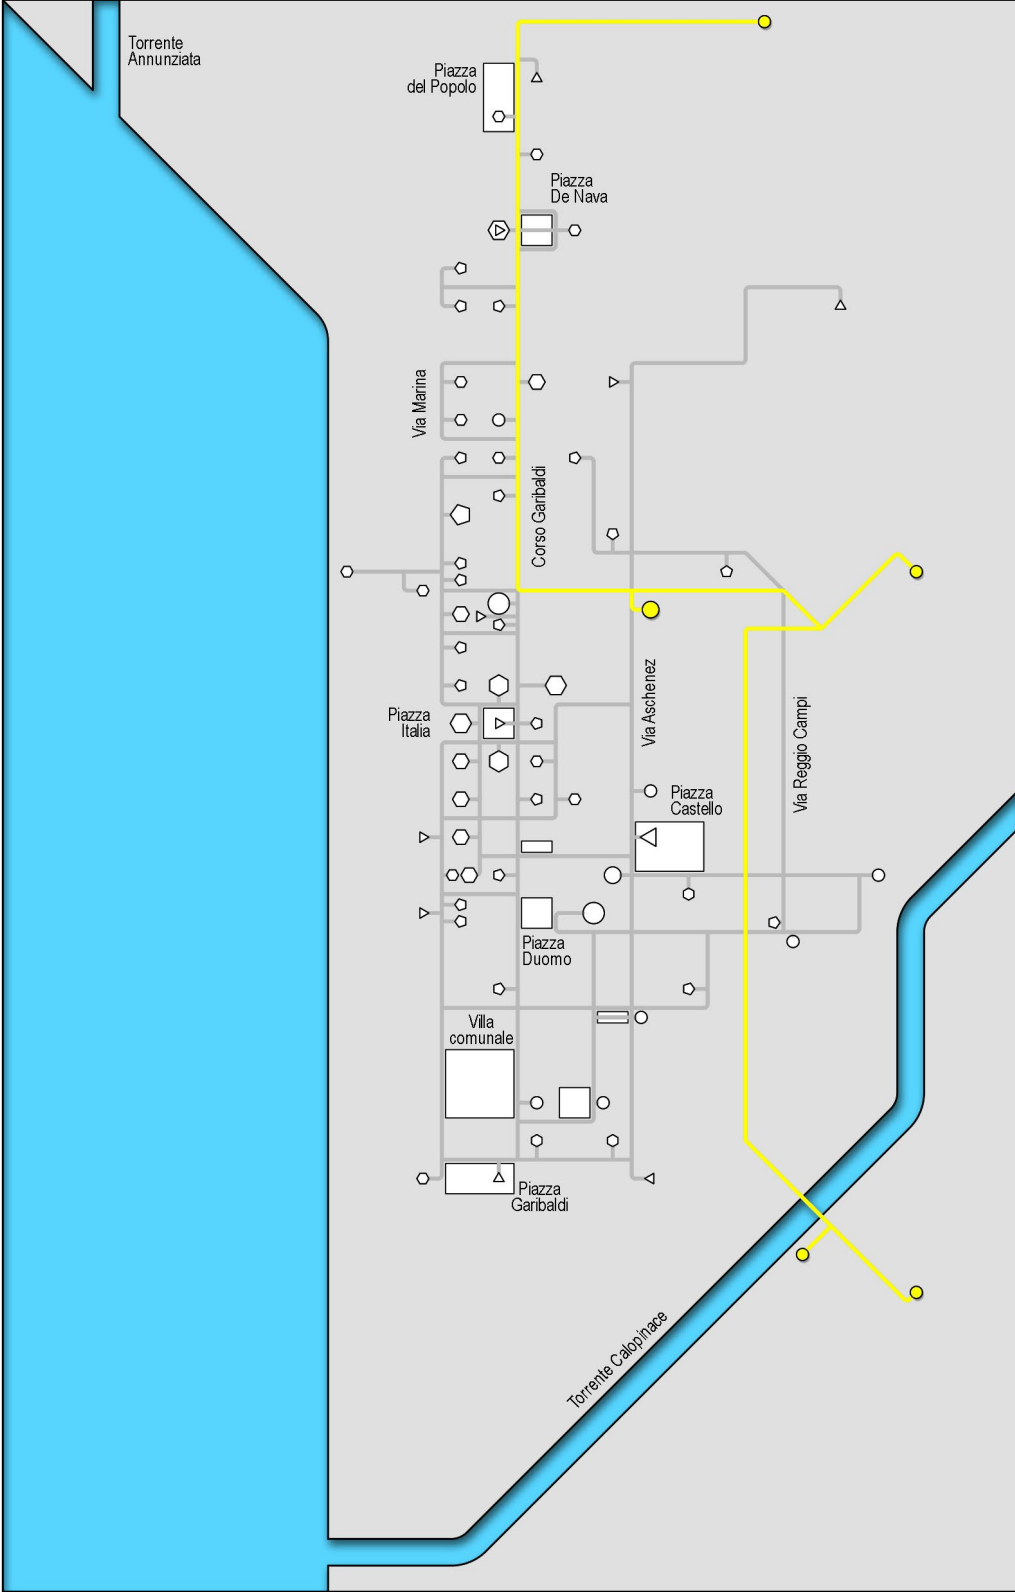 Torrente
Annunziata
Piazza
del Popolo
Piazza
De Nava
Via Marina
Corso Garibaldi
Via Aschenez
Piazza
Italia
Via Reggio Campi
Piazza
Castello
Piazza
Duomo
Villa
comunale
Piazza
Garibaldi
Torrente Calopinace